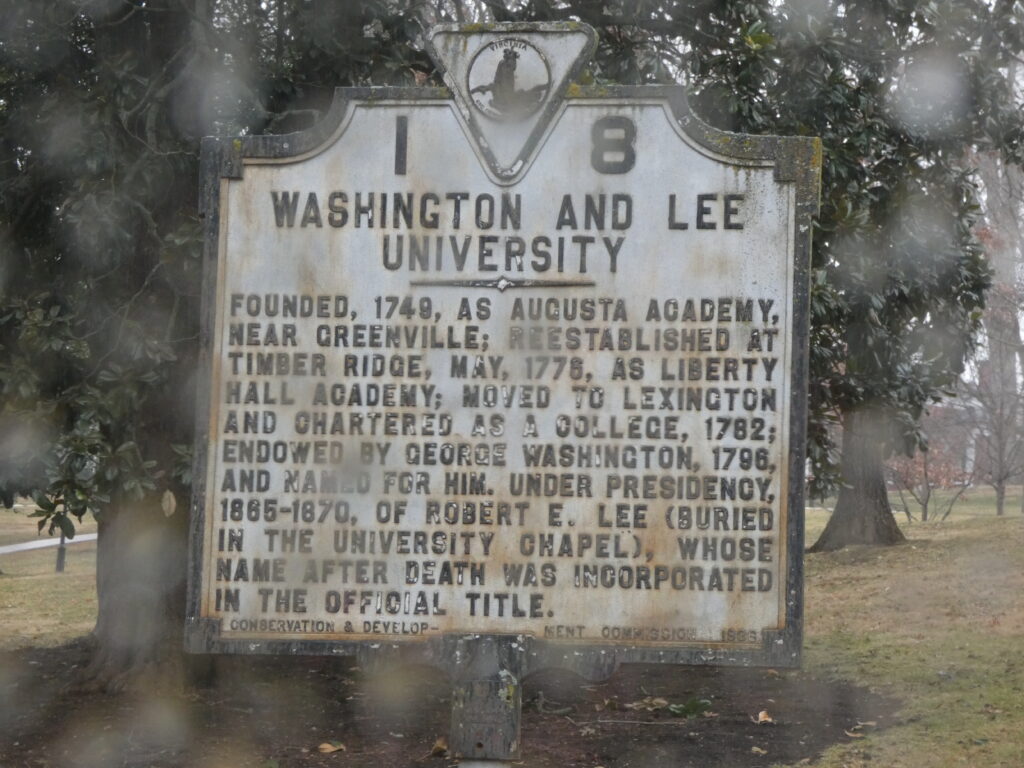 VIRGINIA
I 8
WASHINGTON AND LEE
UNIVERSITY
FOUNDED, 1749, AS AUGUSTA ACADEMY,
NEAR GREENVILLE; REESTABLISHED AT
TIMBER RIDGE, MAY, 1776, AS LIBERTY
HALL ACADEMY; MOVED TO LEXINGTON
AND CHARTERED AS A COLLEGE, 1782;
ENDOWED BY GEORGE WASHINGTON, 1796,
AND NAMED FOR HIM. UNDER PRESIDENCY,
1865-1870, OF ROBERT E. LEE (BURIED
IN THE UNIVERSITY CHAPEL), WHOSE
NAME AFTER DEATH WAS INCORPORATED
IN THE OFFICIAL TITLE.
CONSERVATION & DEVELOP- MENT COMMISSION